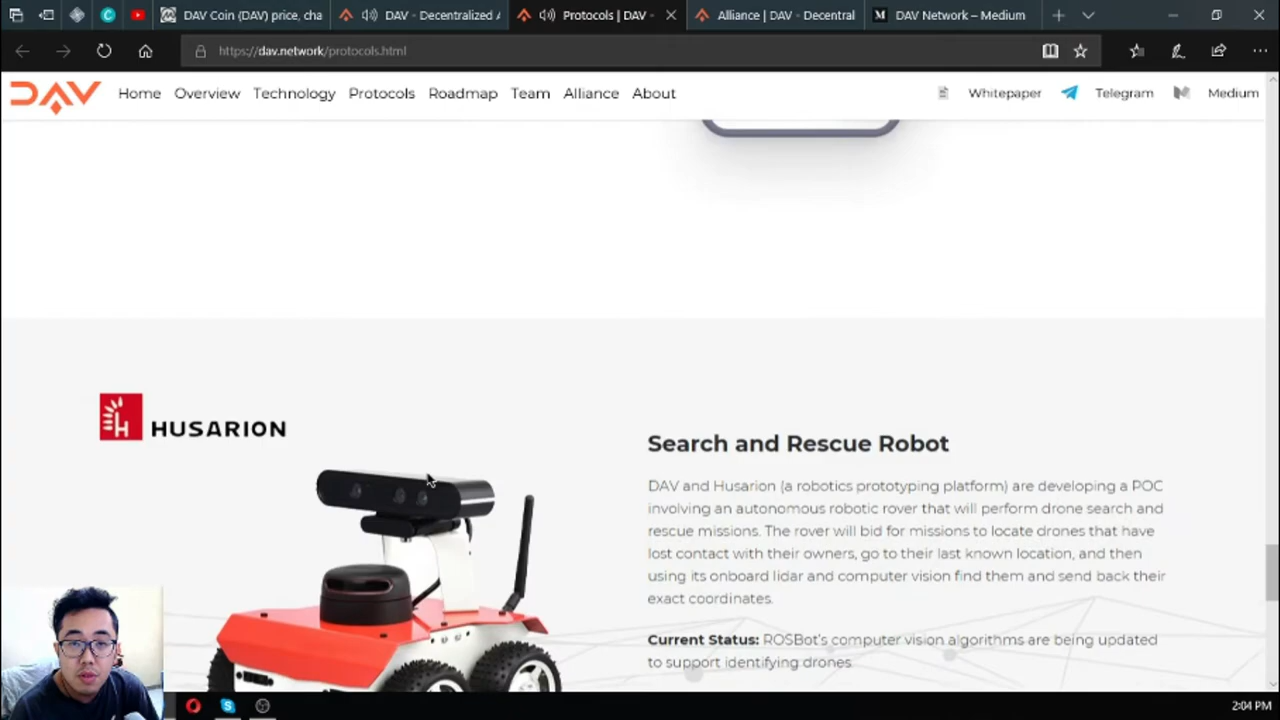 DAV Coin (DAV) price, cha
DAV - Decentralized A
Protocols | DAV -
Alliance | DAV - Decentral
M DAV Network – Medium
https://dav.network/protocols.html
DAV Home Overview Technology Protocols Roadmap Team Alliance About Whitepaper Telegram Medium
HUSARION
Search and Rescue Robot
DAV and Husarion (a robotics prototyping platform) are developing a POC
involving an autonomous robotic rover that will perform drone search and
rescue missions. The rover will bid for missions to locate drones that have
lost contact with their owners, go to their last known location, and then
using its onboard lidar and computer vision find them and send back their
exact coordinates.
Current Status: ROSBot's computer vision algorithms are being updated
to support identifying drones
2:04 PM